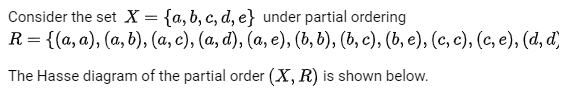 Consider the set X = {a, b, c, d, e} under partial ordering
R = {(a, a), (a, b), (a, c), (a, d), (a, e), (b, b), (b, c), (b, e), (c, c), (c, e), (d, d)
The Hasse diagram of the partial order (X, R) is shown below.